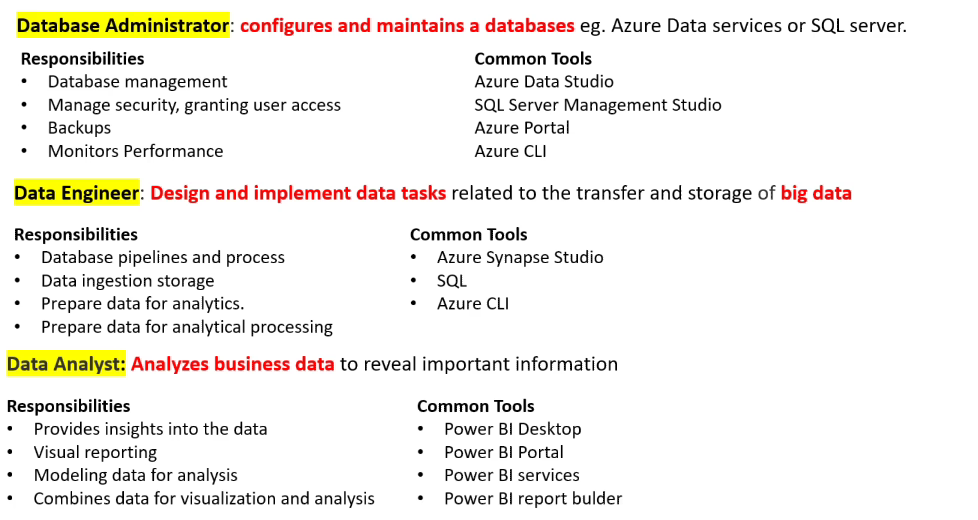 Database Administrator: configures and maintains a databases eg. Azure Data services or SQL server.
Responsibilities
• Database management
• Manage security, granting user access
• Backups
• Monitors Performance
Common Tools
Azure Data Studio
SQL Server Management Studio
Azure Portal
Azure CLI
Data Engineer: Design and implement data tasks related to the transfer and storage of big data
Responsibilities
• Database pipelines and process
• Data ingestion storage
• Prepare data for analytics.
• Prepare data for analytical processing
Common Tools
• Azure Synapse Studio
• SQL
• Azure CLI
Data Analyst: Analyzes business data to reveal important information
Responsibilities
• Provides insights into the data
• Visual reporting
• Modeling data for analysis
• Combines data for visualization and analysis
Common Tools
• Power BI Desktop
• Power BI Portal
• Power BI services
• Power BI report bulder